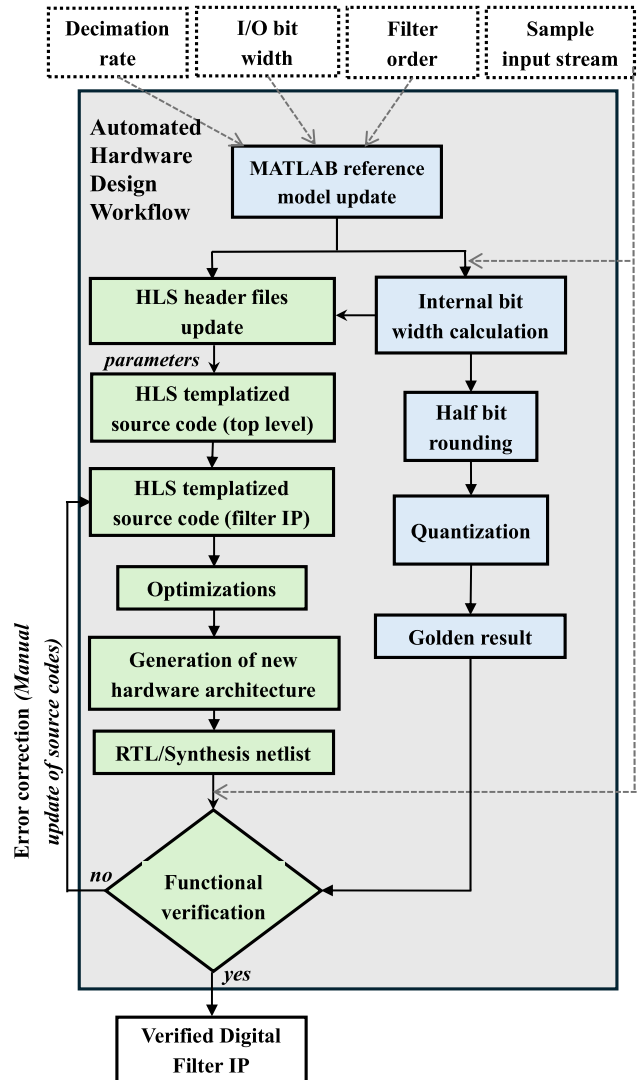 Decimation
rate
I/O bit
width
Filter
order
Sample
input stream
Automated
Hardware
Design
Workflow
MATLAB reference
model update
HLS header files
update
Internal bit
width calculation
parameters
HLS templatized
source code (top level)
Half bit
rounding
HLS templatized
source code (filter IP)
Quantization
Optimizations
Golden result
Generation of new
hardware architecture
RTL/Synthesis netlist
Error correction (Manual
update of source codes)
Functional
verification
no
yes
Verified Digital
Filter IP